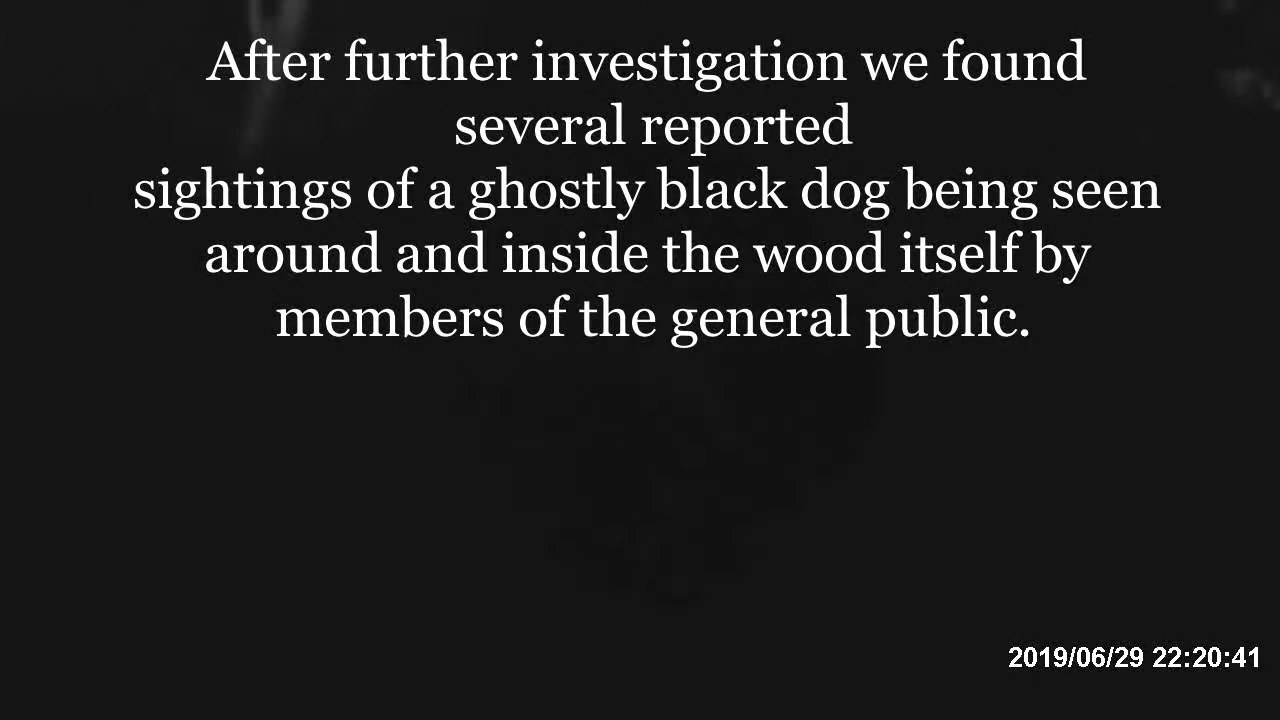 After further investigation we found
several reported
sightings of a ghostly black dog being seen
around and inside the wood itself by
members of the general public.
2019/06/29 22:20:41